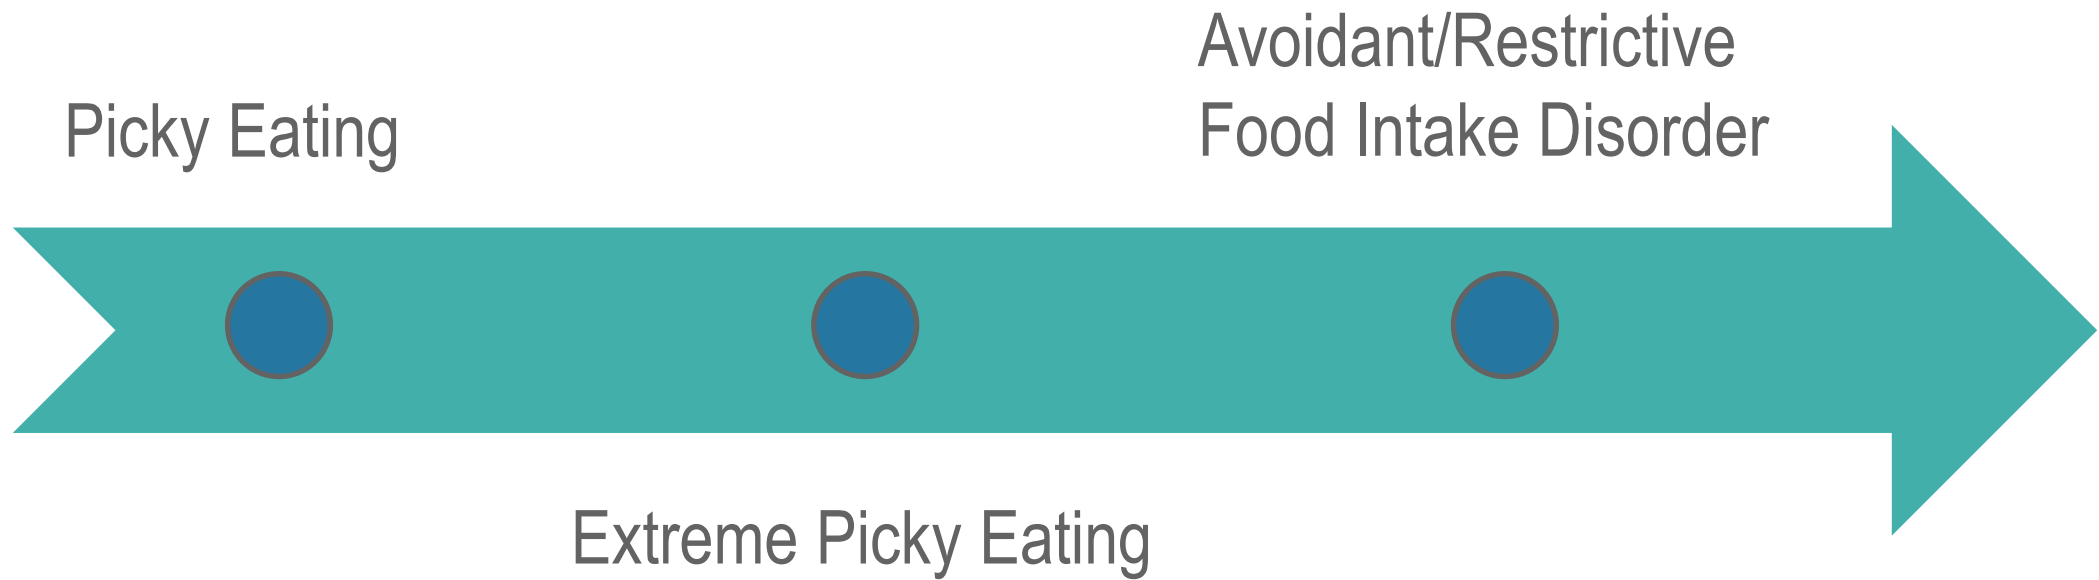 Picky Eating
Extreme Picky Eating
Avoidant/Restrictive
Food Intake Disorder